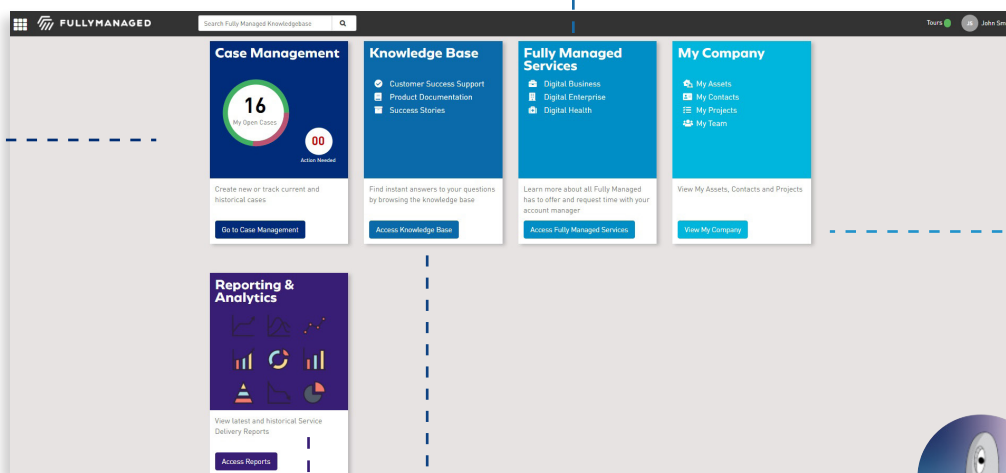 FULLYMANAGED
Search Fully Managed Knowledgebase
Tours
JS
John Sm
Case Management
16
My Open Cases
00
Action Needed
Create new or track current and
historical cases
Go to Case Management
Knowledge Base
Customer Success Support
Product Documentation
Success Stories
Find instant answers to your questions
by browsing the knowledge base
Access Knowledge Base
Fully Managed
Services
Digital Business
Digital Enterprise
Digital Health
Learn more about all Fully Managed
has to offer and request time with your
account manager
Access Fully Managed Services
My Company
My Assets
My Contacts
My Projects
My Team
View My Assets, Contacts and Projects
View My Company
Reporting &
Analytics
View latest and historical Service
Delivery Reports
Access Reports